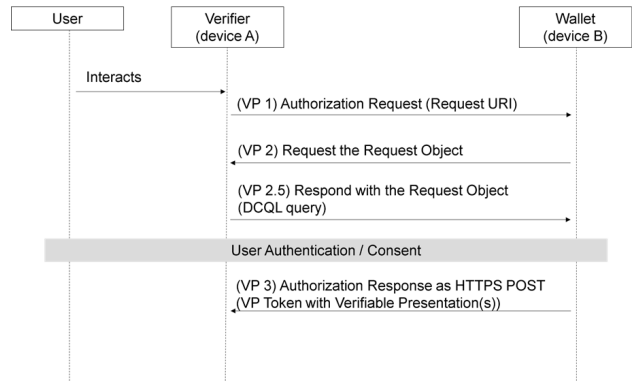 User
Verifier
(device A)
Wallet
(device B)
Interacts
(VP 1) Authorization Request (Request URI)
(VP 2) Request the Request Object
(VP 2.5) Respond with the Request Object
(DCQL query)
User Authentication / Consent
(VP 3) Authorization Response as HTTPS POST
(VP Token with Verifiable Presentation(s))